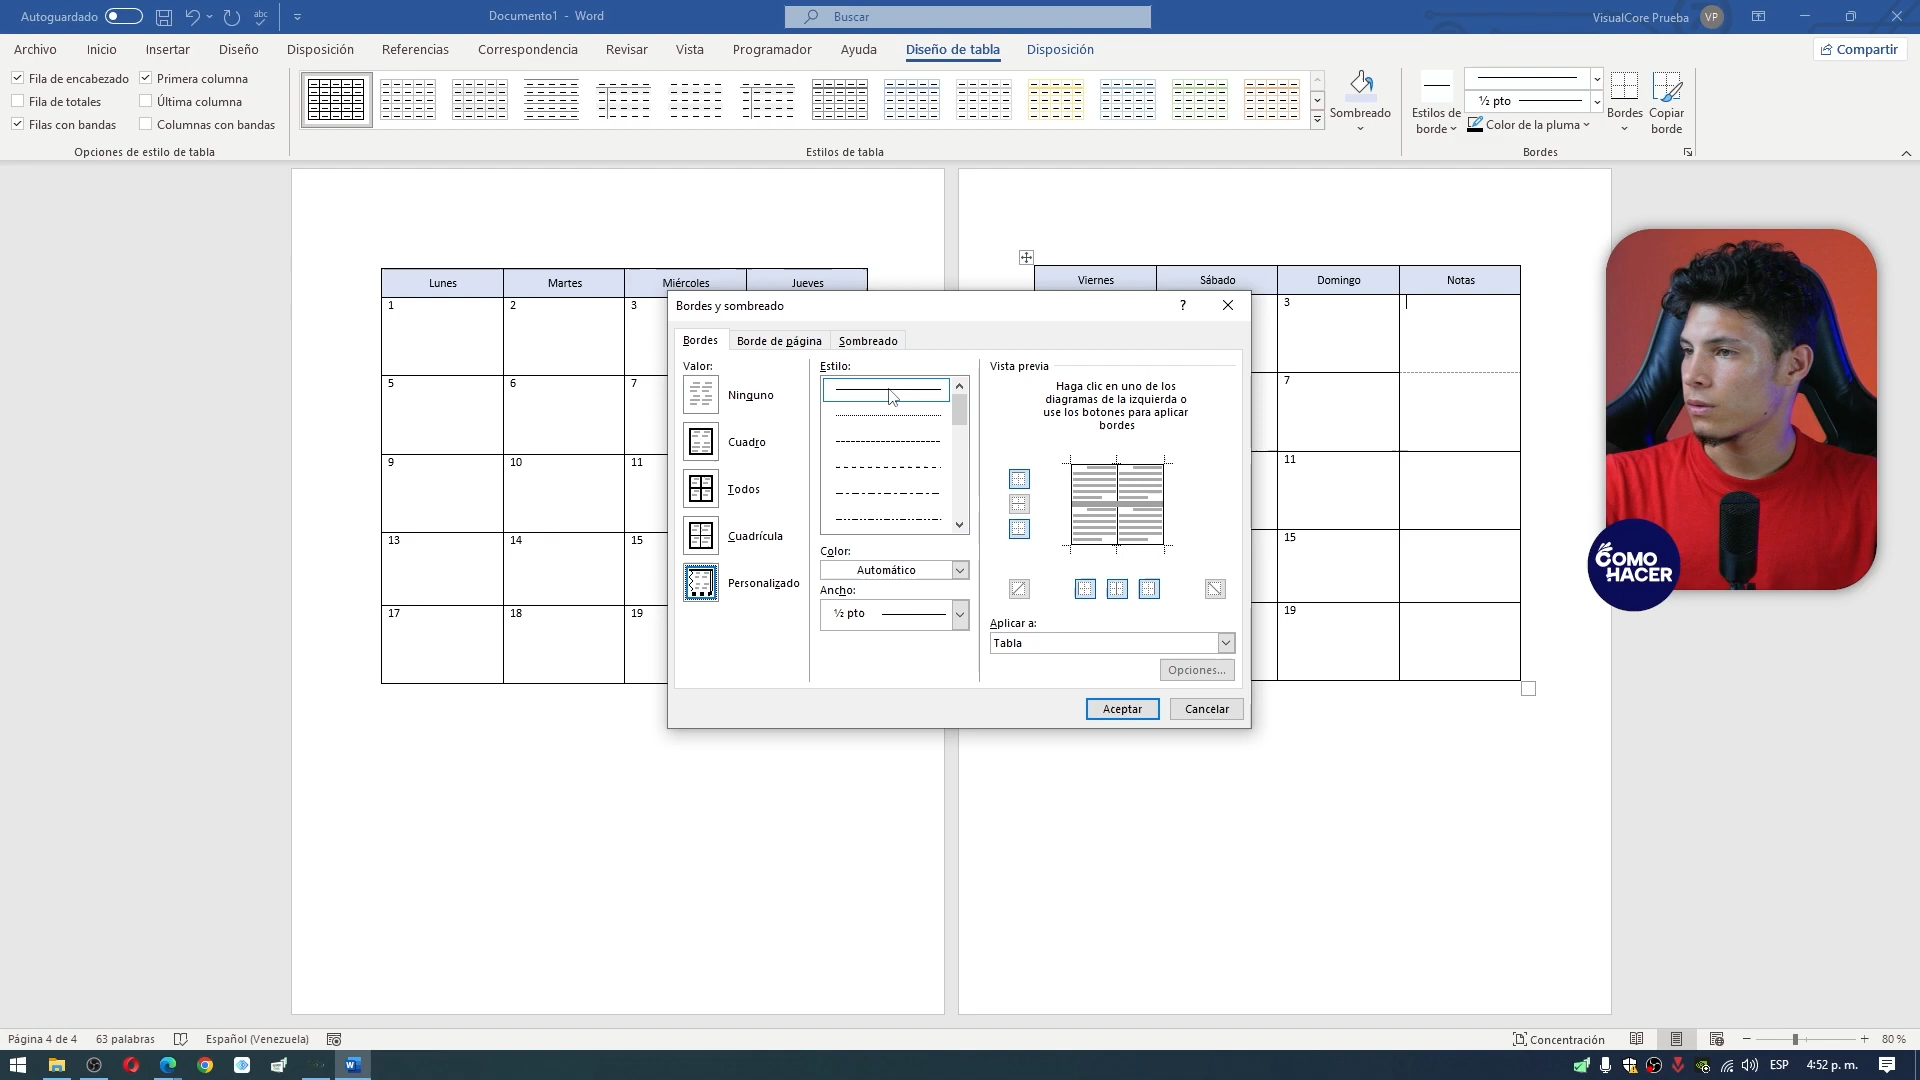 Autoguardado
abc
Documento1 - Word
Buscar
VisualCore Prueba
VP
Archivo
Inicio
Insertar
Diseño
Disposición
Referencias
Correspondencia
Revisar
Vista
Programador
Ayuda
Diseño de tabla
Disposición
Compartir
Fila de encabezado
Primera columna
Fila de totales
Última columna
Filas con bandas
Columnas con bandas
Opciones de estilo de tabla
Estilos de tabla
Sombreado
Estilos de borde
½ pto
Color de la pluma
Bordes
Copiar borde
Bordes
Lunes Martes Miércoles Jueves
1 2 3
5 6 7
9 10 11
13 14 15
17 18 19
Viernes Sábado Domingo Notas
3
7
11
15
19
Bordes y sombreado
?
Bordes
Borde de página
Sombreado
Valor:
Ninguno
Cuadro
Todos
Cuadrícula
Personalizado
Estilo:
Color:
Automático
Ancho:
½ pto
Vista previa
Haga clic en uno de los
diagramas de la izquierda o
use los botones para aplicar
bordes
Aplicar a:
Tabla
Opciones...
Aceptar
Cancelar
COMO
HACER
Página 4 de 4
63 palabras
Español (Venezuela)
Concentración
80 %
ESP
4:52 p. m.